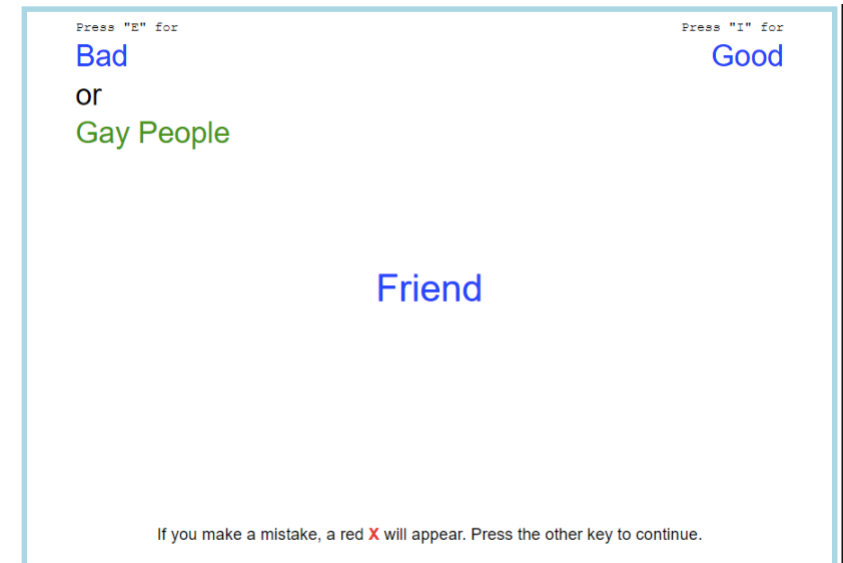 Press "E" for
Press "I" for
Bad
Good
or
Gay People
Friend
If you make a mistake, a red X will appear. Press the other key to continue.